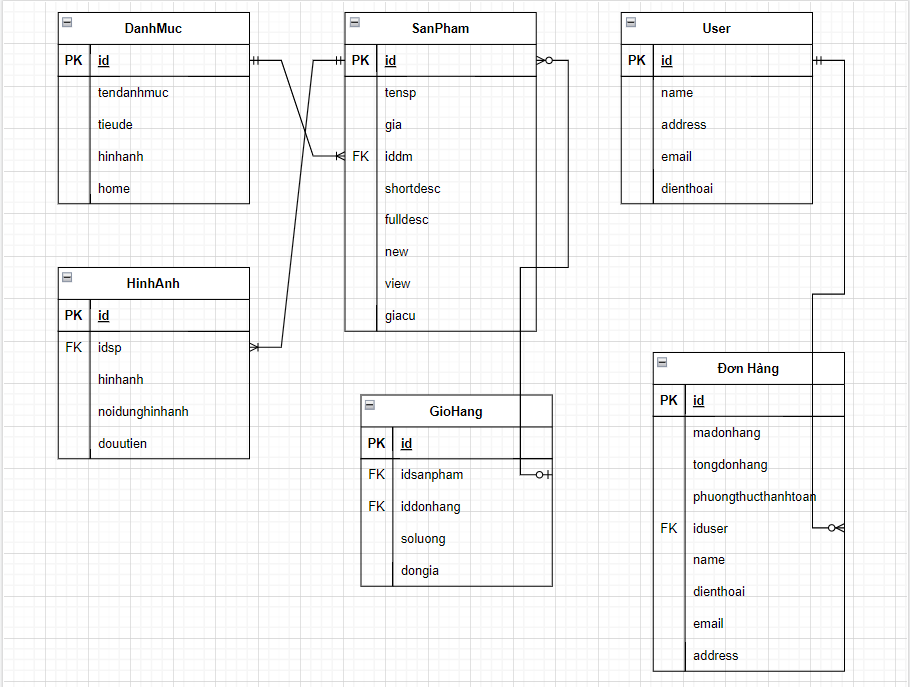 DanhMuc
PK id
tendanhmuc
tieude
hinhanh
home
SanPham
PK id
tensp
gia
FK iddm
shortdesc
fulldesc
new
view
giacu
User
PK id
name
address
email
dienthoai
HinhAnh
PK id
FK idsp
hinhanh
noidunghinhanh
douutien
GioHang
PK id
FK idsanpham
FK iddonhang
soluong
dongia
Đơn Hàng
PK id
madonhang
tongdonhang
phuongthucthanhtoan
FK iduser
name
dienthoai
email
address